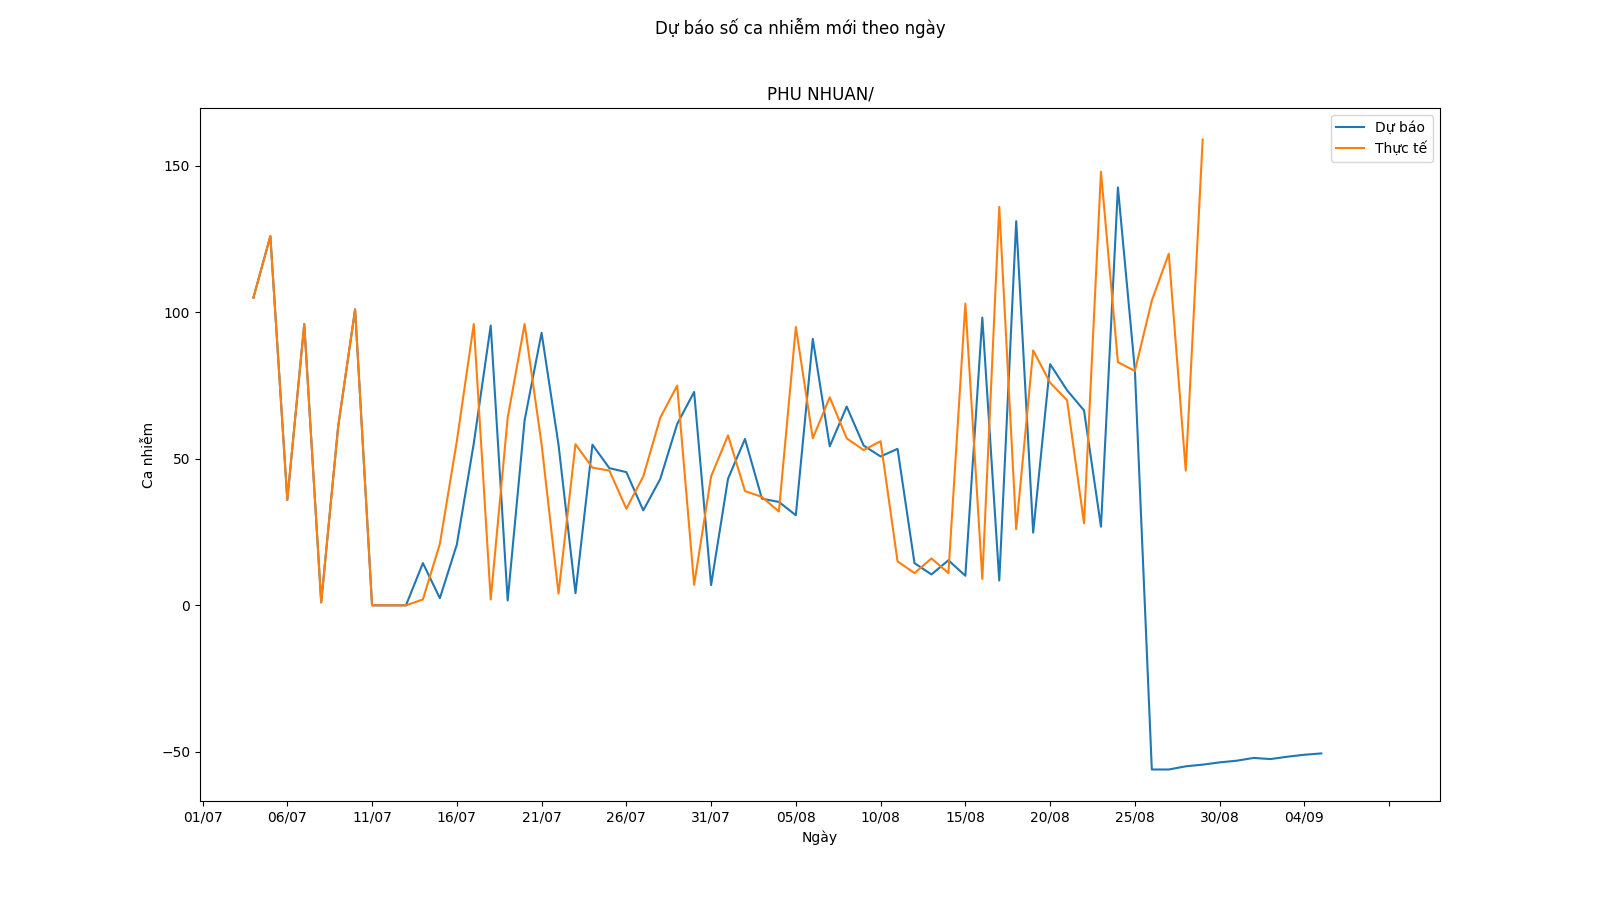 Dự báo số ca nhiễm mới theo ngày
PHU NHUAN/
Dự báo
Thực tế
150
100
50
0
−50
Ca nhiễm
01/07 06/07 11/07 16/07 21/07 26/07 31/07 05/08 10/08 15/08 20/08 25/08 30/08 04/09
Ngày